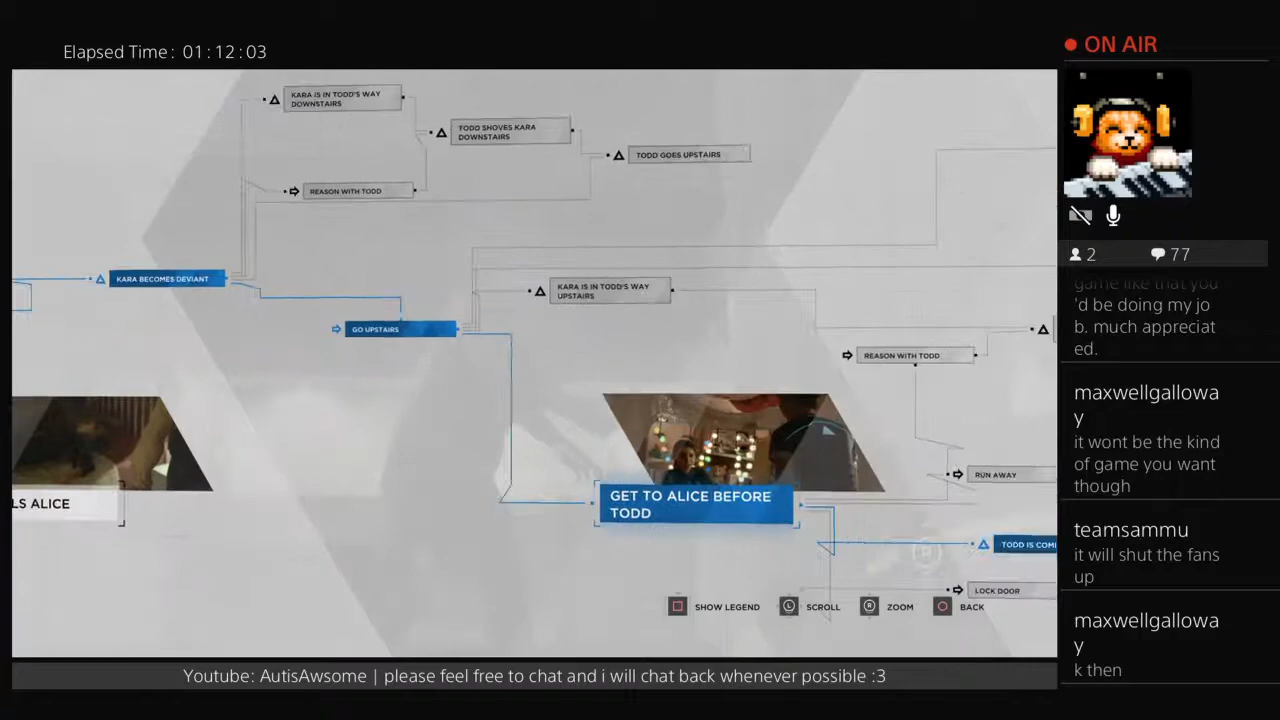 Elapsed Time: 01:12:03
ON AIR
KARA IS IN TODD'S WAY
DOWNSTAIRS
TODD SHOVES KARA
DOWNSTAIRS
TODD GOES UPSTAIRS
REASON WITH TODD
KARA BECOMES DEVIANT
GO UPSTAIRS
KARA IS IN TODD'S WAY
UPSTAIRS
REASON WITH TODD
RUN AWAY
LS ALICE
GET TO ALICE BEFORE
TODD
TODD IS COMI
LOCK DOOR
SHOW LEGEND
L
SCROLL
R
ZOOM
BACK
Youtube: AutisAwsome | please feel free to chat and i will chat back whenever possible :3
2
77
game like that you
'd be doing my jo
b. much appreciat
ed.
maxwellgallowa
y
it wont be the kind
of game you want
though
teamsammu
it will shut the fans
up
maxwellgallowa
y
k then